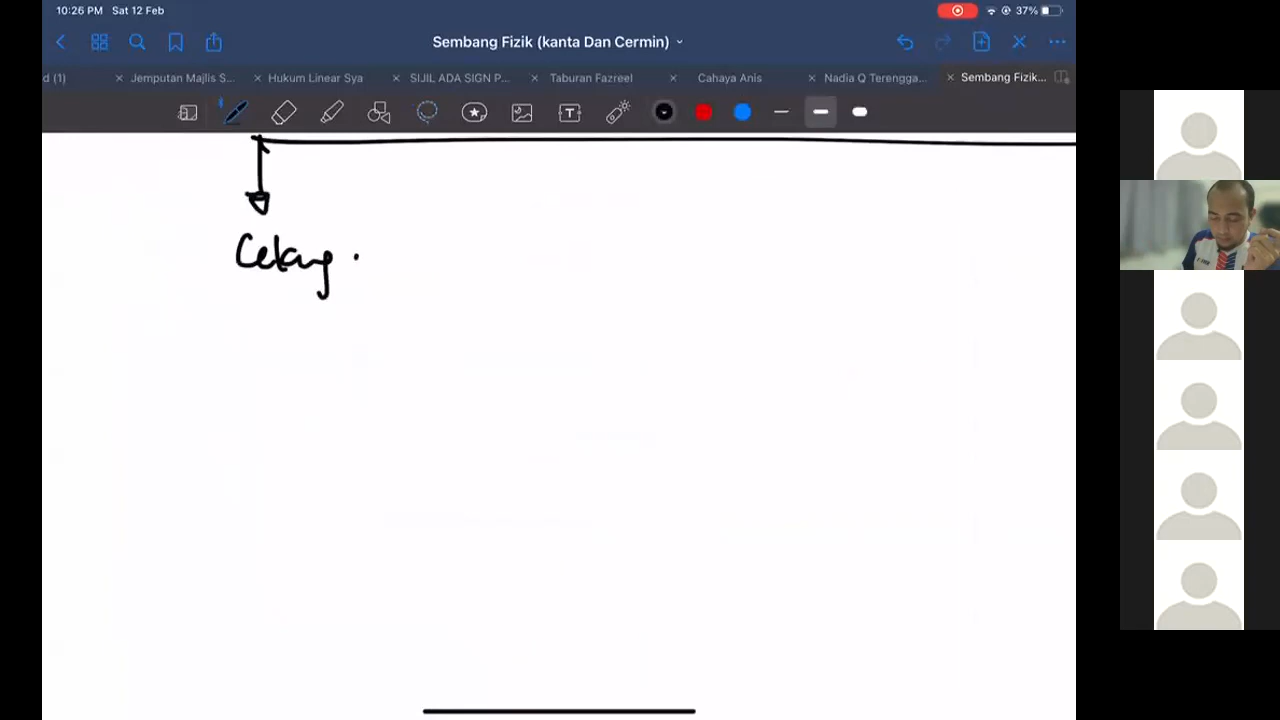 10:26 PM Sat 12 Feb 37%
Sembang Fizik (kanta Dan Cermin)
d (1) Jemputan Majlis S... Hukum Linear Sya SIJIL ADA SIGN P... Taburan Fazreel Cahaya Anis Nadia Q Terengga... Sembang Fizik...
T
Cekung .